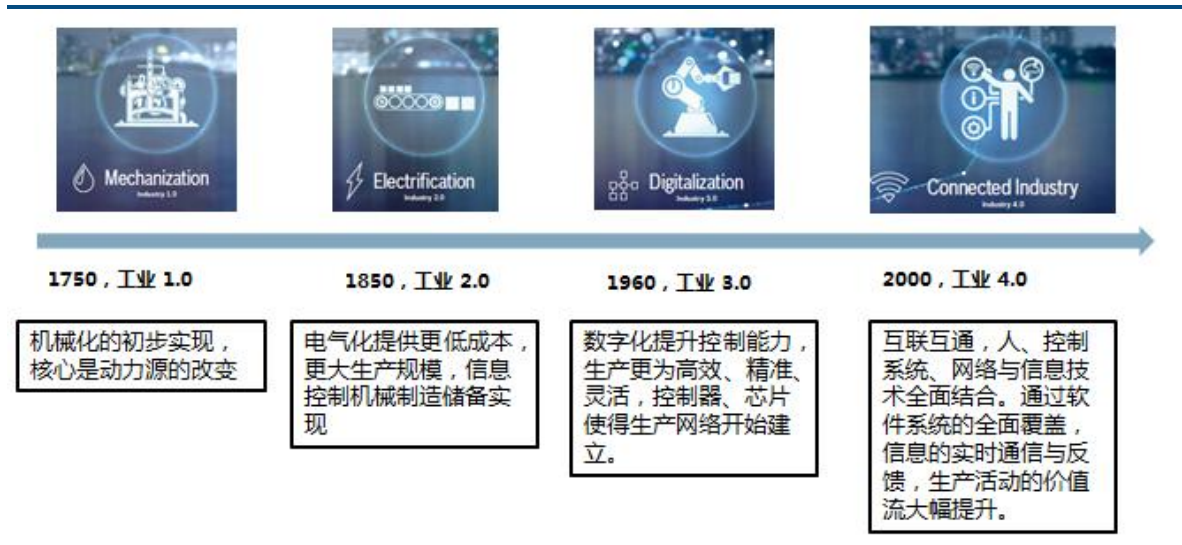 Mechanization
Industry 1.0
Electrification
Industry 2.0
Digitalization
Industry 3.0
Connected Industry
Industry 4.0
1750，工业 1.0
1850，工业 2.0
1960，工业 3.0
2000，工业 4.0
机械化的初步实现，
核心是动力源的改变
电气化提供更低成本，
更大生产规模，信息
控制机械制造储备实
现
数字化提升控制能力，
生产更为高效、精准、
灵活，控制器、芯片
使得生产网络开始建
立。
互联互通，人、控制
系统、网络与信息技
术全面结合。通过软
件系统的全面覆盖，
信息的实时通信与反
馈，生产活动的价值
流大幅提升。